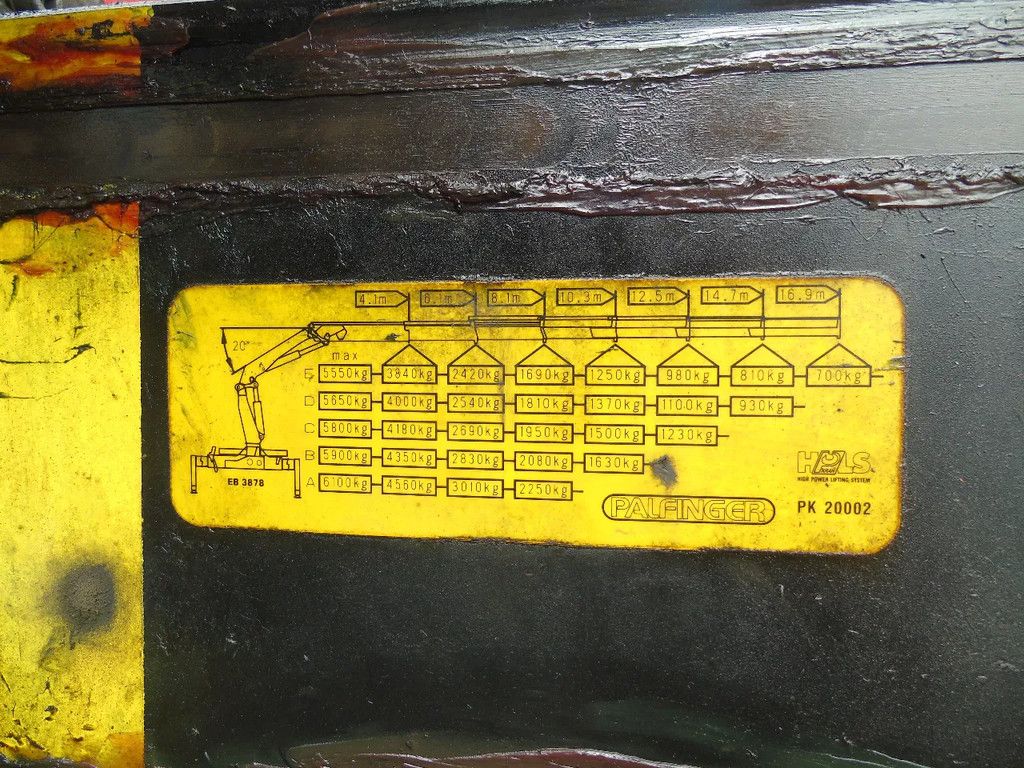 4.1m 6.1m 8.1m 10.3m 12.5m 14.7m 16.9m
20°
max
E 5550kg 3840kg 2420kg 1690kg 1250kg 980kg 810kg 700kg
D 5650kg 4000kg 2540kg 1810kg 1370kg 1100kg 930kg
C 5800kg 4180kg 2690kg 1950kg 1500kg 1230kg
B 5900kg 4350kg 2830kg 2080kg 1630kg
A 6100kg 4560kg 3010kg 2250kg
EB 3878
HPLS
HIGH POWER LIFTING SYSTEM
PALFINGER
PK 20002